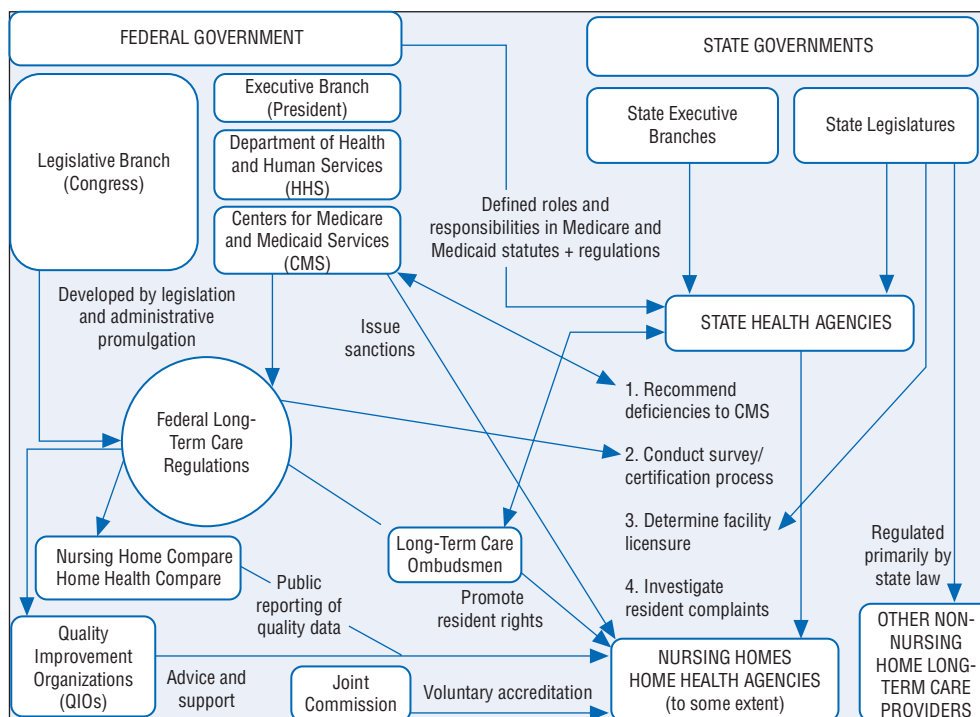 FEDERAL GOVERNMENT
STATE GOVERNMENTS
Legislative Branch
(Congress)
Executive Branch
(President)
Department of Health
and Human Services
(HHS)
Centers for Medicare
and Medicaid Services
(CMS)
State Executive
Branches
State Legislatures
Defined roles and
responsibilities in Medicare and
Medicaid statutes + regulations
Developed by legislation
and administrative
promulgation
Issue
sanctions
STATE HEALTH AGENCIES
Federal Long-
Term Care
Regulations
1. Recommend
deficiencies to CMS
2. Conduct survey/
certification process
3. Determine facility
licensure
4. Investigate
resident complaints
Regulated
primarily by
state law
Nursing Home Compare
Home Health Compare
Long-Term Care
Ombudsmen
Public
reporting of
quality data
Promote
resident rights
Quality
Improvement
Organizations
(QIOs)
Advice and
support
Joint
Commission
Voluntary accreditation
NURSING HOMES
HOME HEALTH AGENCIES
(to some extent)
OTHER NON-
NURSING
HOME LONG-
TERM CARE
PROVIDERS